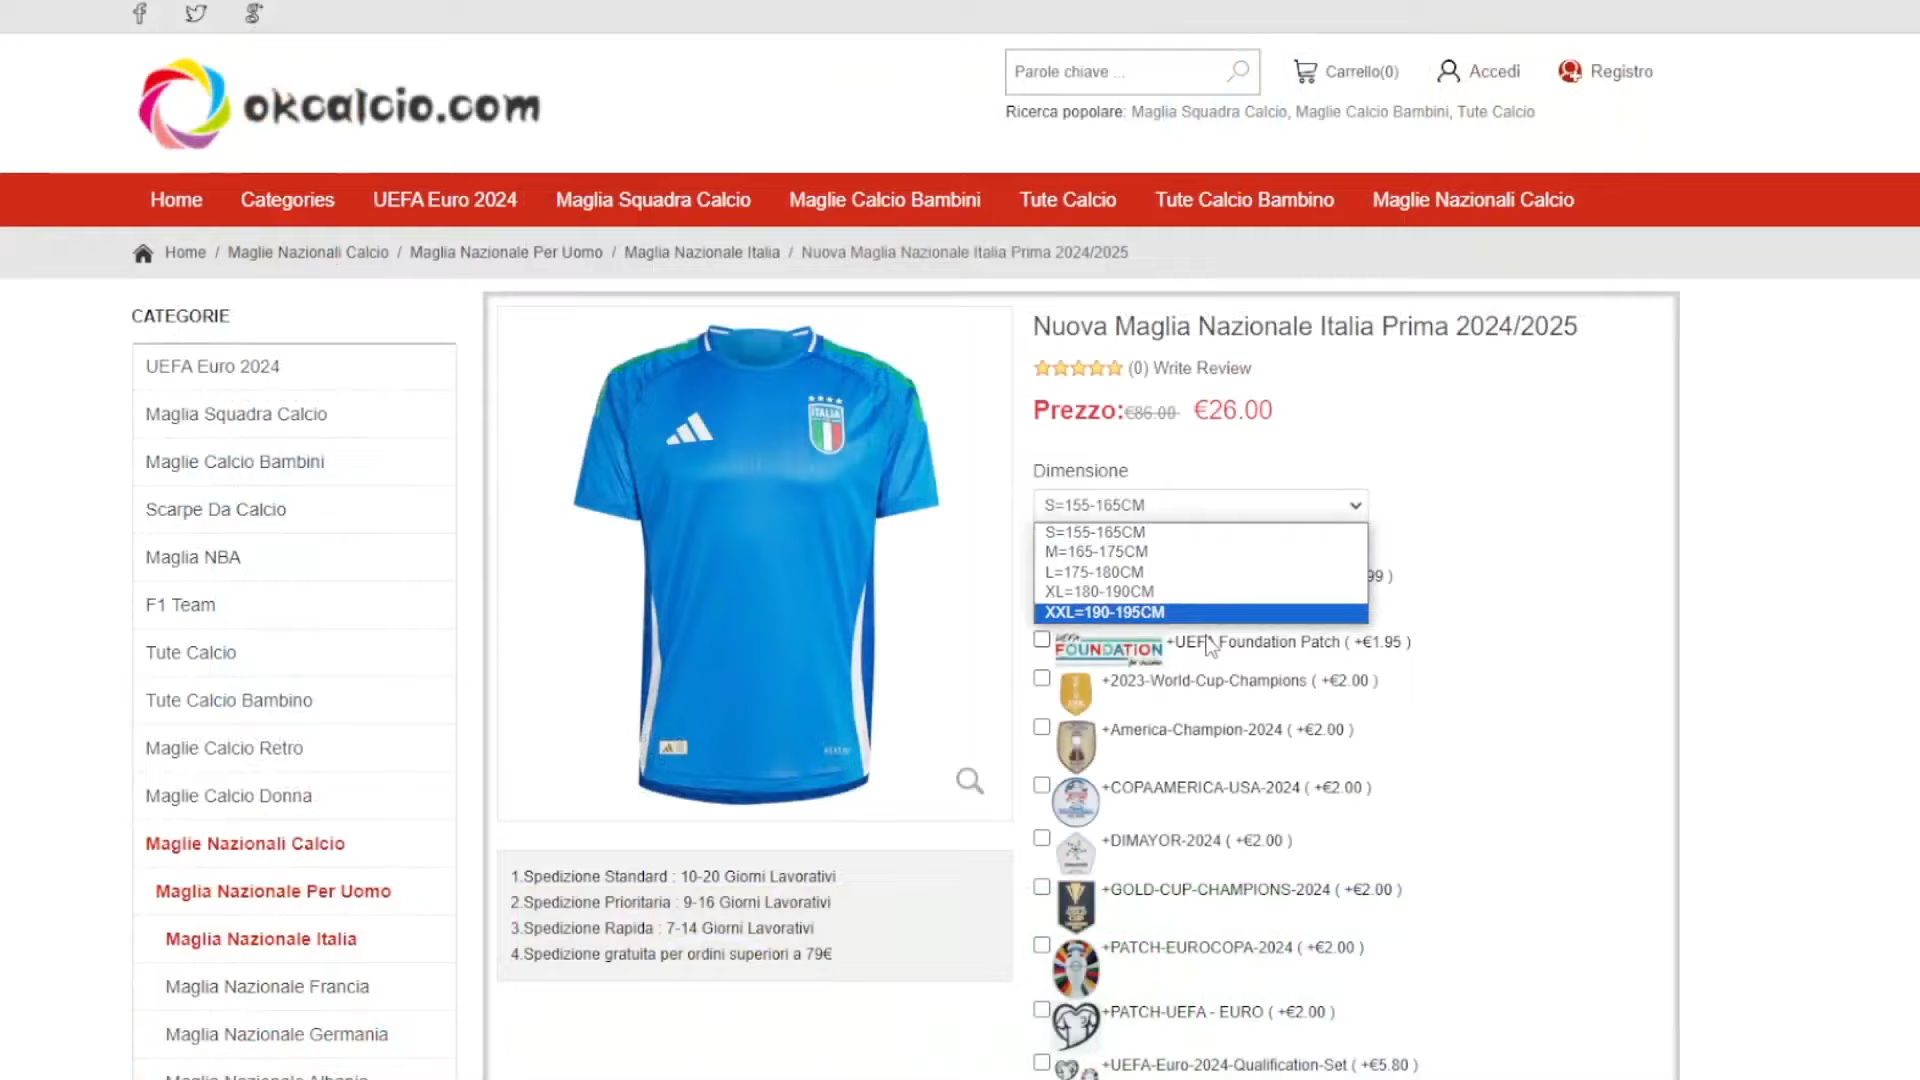 okcalcio.com
Parole chiave ...
Carrello(0)
Accedi
Registro
Ricerca popolare: Maglia Squadra Calcio, Maglie Calcio Bambini, Tute Calcio
Home Categories UEFA Euro 2024 Maglia Squadra Calcio Maglie Calcio Bambini Tute Calcio Tute Calcio Bambino Maglie Nazionali Calcio
Home / Maglie Nazionali Calcio / Maglia Nazionale Per Uomo / Maglia Nazionale Italia / Nuova Maglia Nazionale Italia Prima 2024/2025
CATEGORIE
UEFA Euro 2024
Maglia Squadra Calcio
Maglie Calcio Bambini
Scarpe Da Calcio
Maglia NBA
F1 Team
Tute Calcio
Tute Calcio Bambino
Maglie Calcio Retro
Maglie Calcio Donna
Maglie Nazionali Calcio
Maglia Nazionale Per Uomo
Maglia Nazionale Italia
Maglia Nazionale Francia
Maglia Nazionale Germania
ITALIA
1.Spedizione Standard : 10-20 Giorni Lavorativi
2.Spedizione Prioritaria : 9-16 Giorni Lavorativi
3.Spedizione Rapida : 7-14 Giorni Lavorativi
4.Spedizione gratuita per ordini superiori a 79€
Nuova Maglia Nazionale Italia Prima 2024/2025
(0) Write Review
Prezzo:€86.00 €26.00
Dimensione
S=155-165CM
S=155-165CM
M=165-175CM
L=175-180CM
99 )
XL=180-190CM
XXL=190-195CM
UEFA
FOUNDATION
for children
+UEFA Foundation Patch ( +€1.95 )
+2023-World-Cup-Champions ( +€2.00 )
+America-Champion-2024 ( +€2.00 )
+COPAAMERICA-USA-2024 ( +€2.00 )
+DIMAYOR-2024 ( +€2.00 )
+GOLD-CUP-CHAMPIONS-2024 ( +€2.00 )
+PATCH-EUROCOPA-2024 ( +€2.00 )
+PATCH-UEFA - EURO ( +€2.00 )
+UEFA-Euro-2024-Qualification-Set ( +€5.80 )